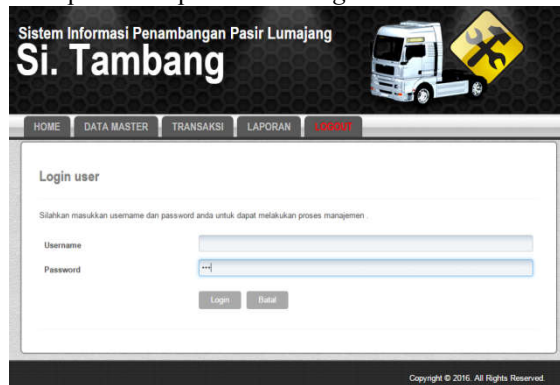 Sistem Informasi Penambangan Pasir Lumajang
Si. Tambang
HOME DATA MASTER TRANSAKSI LAPORAN LOGOUT
Login user
Silahkan masukkan username dan password anda untuk dapat melakukan proses manajemen .
Username
Password •••
Login Batal
Copyright © 2016. All Rights Reserved.